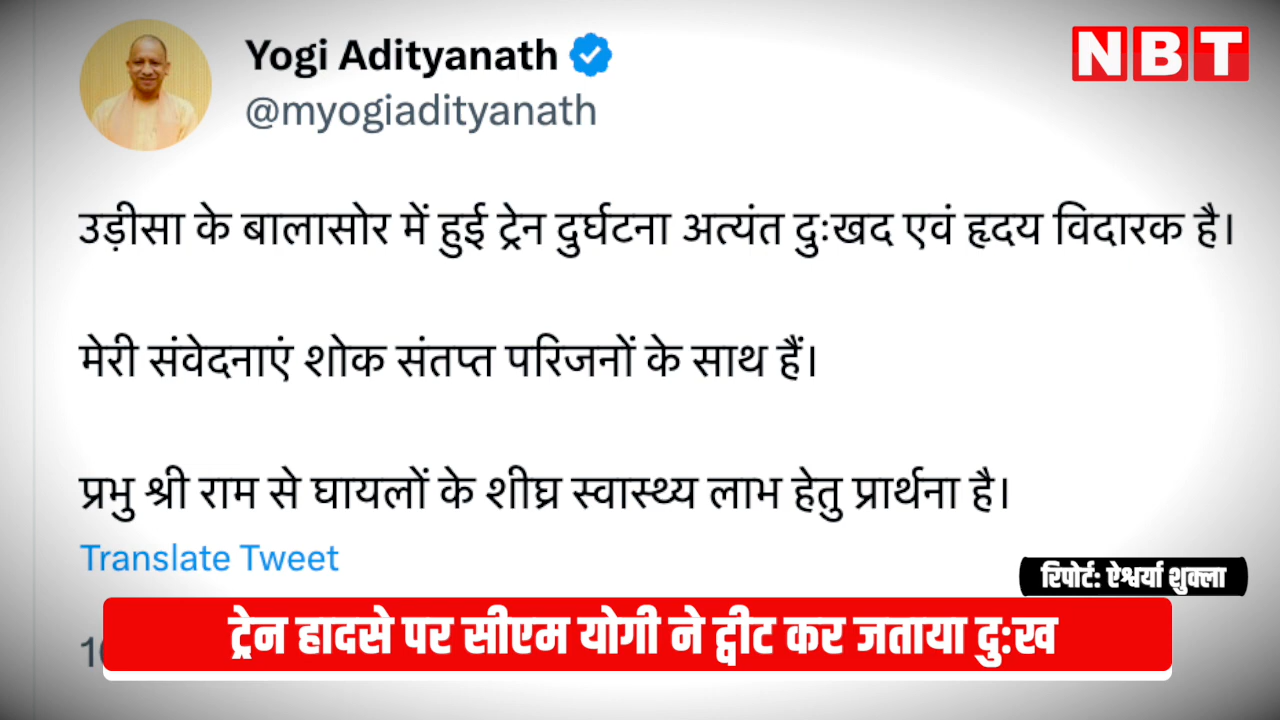 Yogi Adityanath
NBT
@myogiadityanath
उड़ीसा के बालासोर में हुई ट्रेन दुर्घटना अत्यंत दुःखद एवं हृदय विदारक है।
मेरी संवेदनाएं शोक संतप्त परिजनों के साथ हैं।
प्रभु श्री राम से घायलों के शीघ्र स्वास्थ्य लाभ हेतु प्रार्थना है।
Translate Tweet
रिपोर्ट: ऐश्वर्या शुक्ला
ट्रेन हादसे पर सीएम योगी ने ट्वीट कर जताया दु:ख